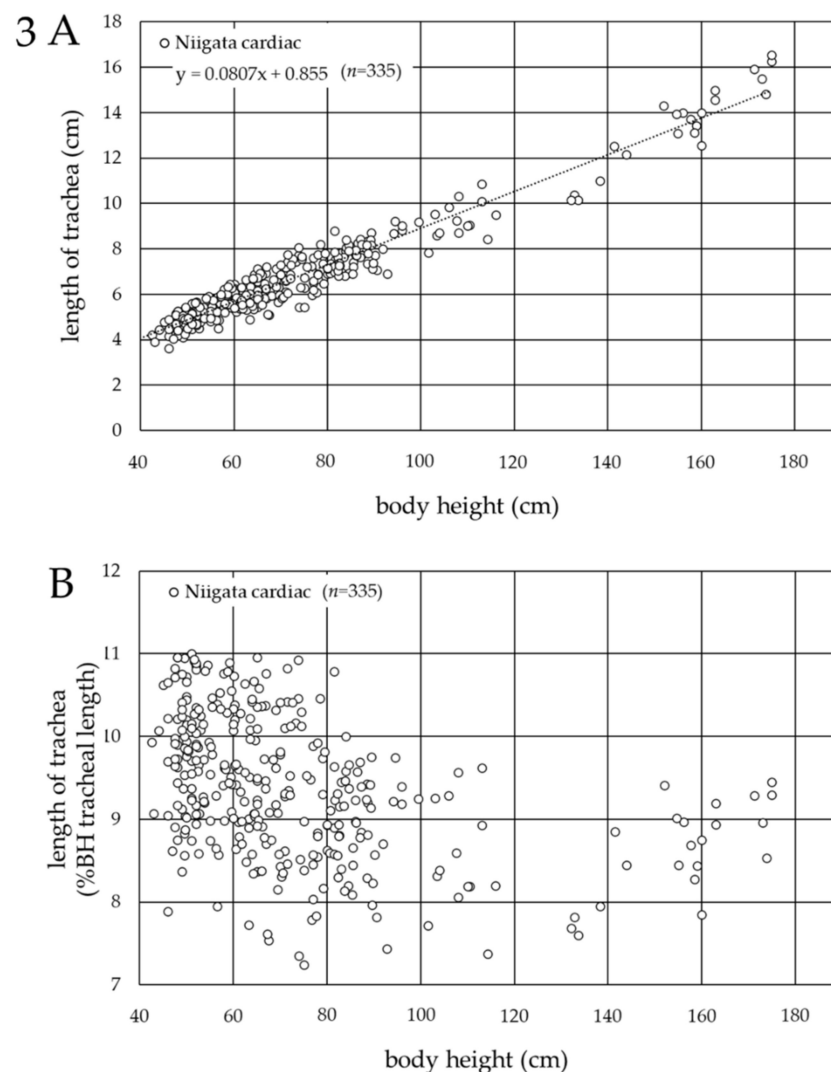 3 A
18
16
14
12
10
8
6
4
2
0
length of trachea (cm)
Niigata cardiac
y = 0.0807x + 0.855 (n=335)
40 60 80 100 120 140 160 180
body height (cm)
B
12
11
10
9
8
7
length of trachea
(%BH tracheal length)
Niigata cardiac (n=335)
40 60 80 100 120 140 160 180
body height (cm)